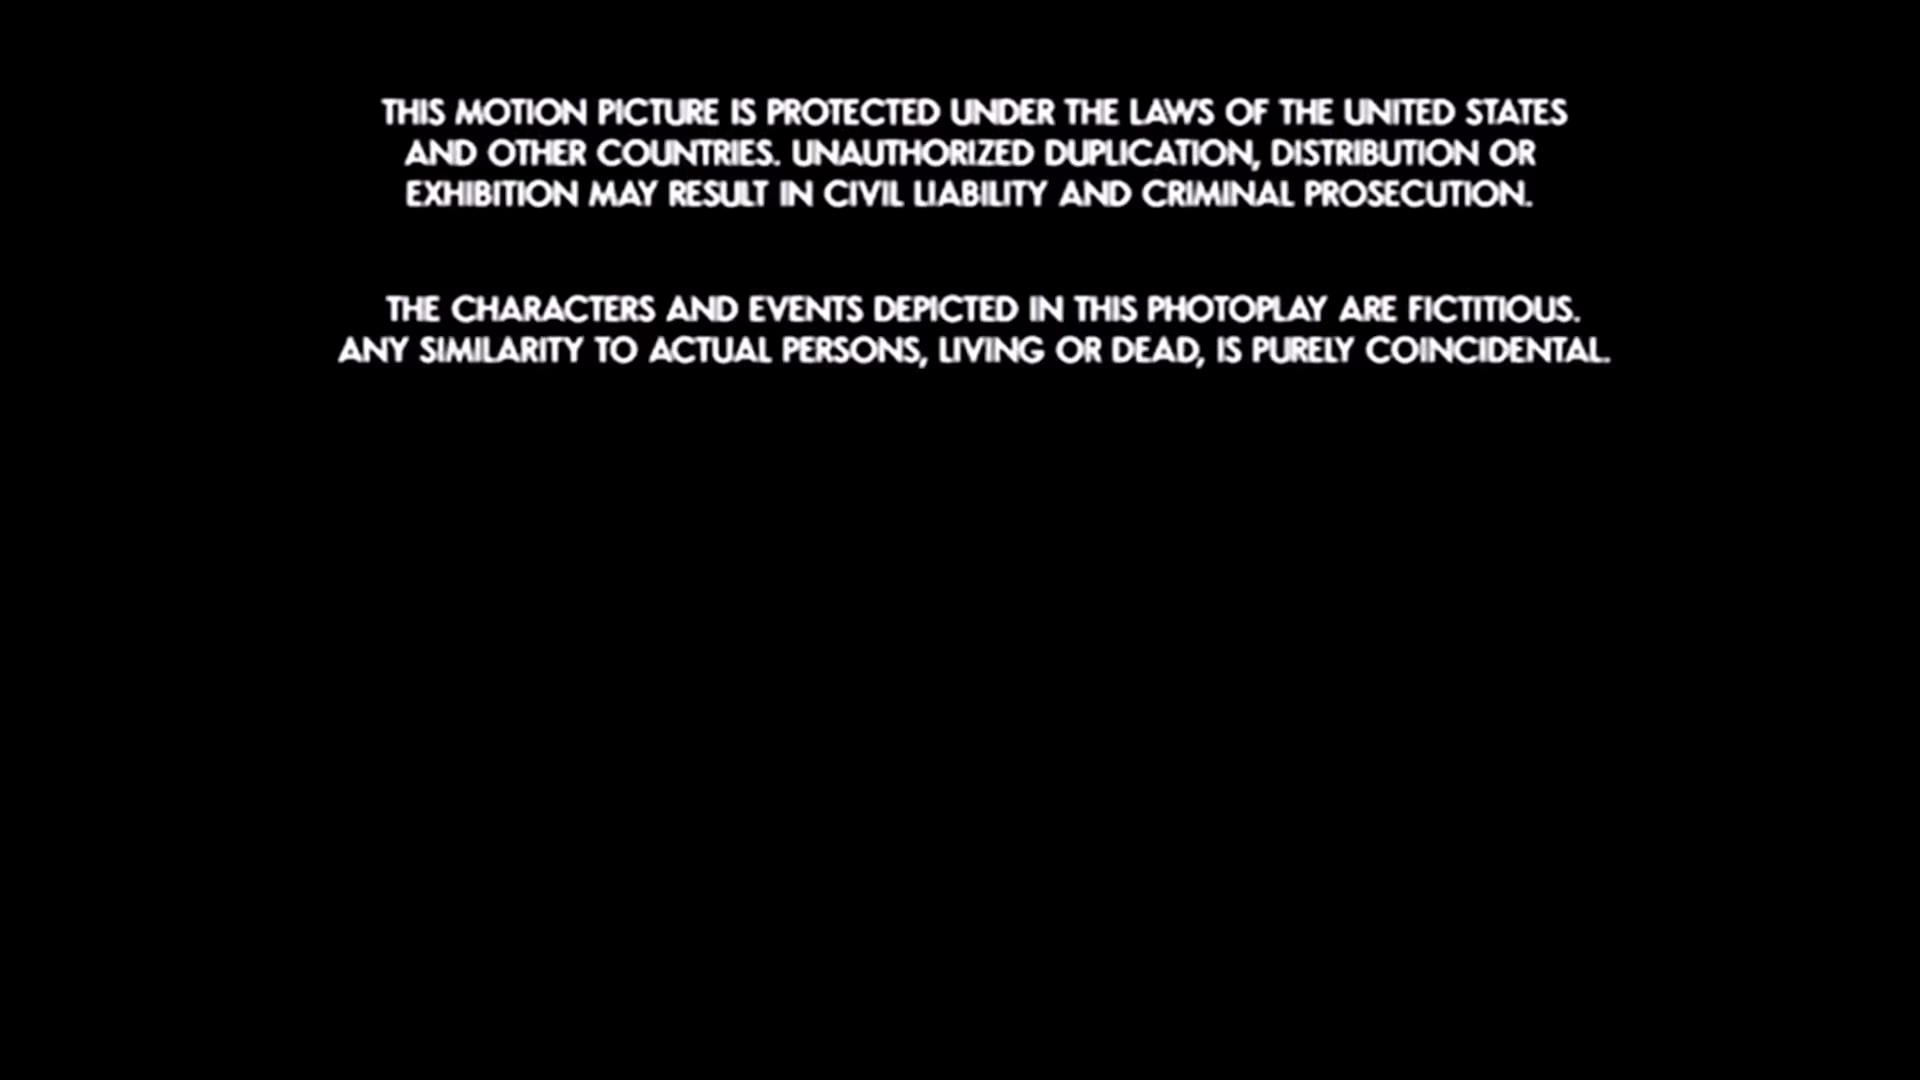 THIS MOTION PICTURE IS PROTECTED UNDER THE LAWS OF THE UNITED STATES
AND OTHER COUNTRIES. UNAUTHORIZED DUPLICATION, DISTRIBUTION OR
EXHIBITION MAY RESULT IN CIVIL LIABILITY AND CRIMINAL PROSECUTION.
THE CHARACTERS AND EVENTS DEPICTED IN THIS PHOTOPLAY ARE FICTITIOUS.
ANY SIMILARITY TO ACTUAL PERSONS, LIVING OR DEAD, IS PURELY COINCIDENTAL.